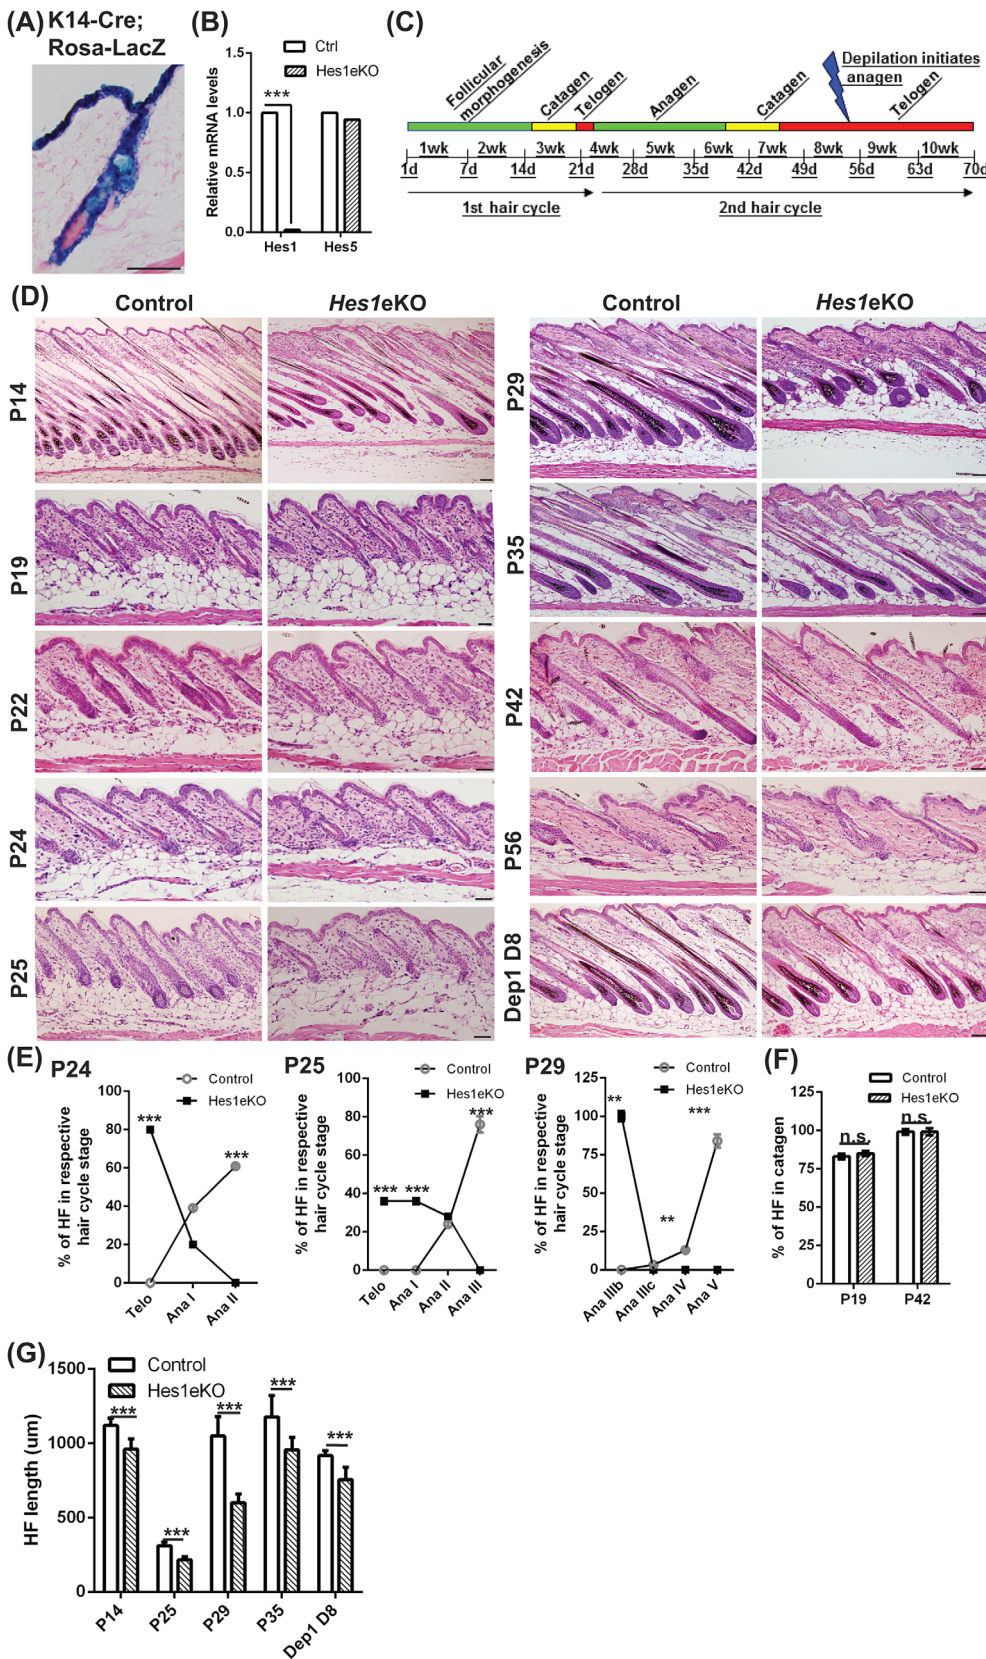 (A) K14-Cre;
Rosa-LacZ
(B)
Relative mRNA levels
1.5
1.0
0.5
0.0
Ctrl
Hes1eKO
***
Hes1
Hes5
(C)
Depilation initiates
anagen
Follicular
morphogenesis
Catagen
Telogen
Anagen
Catagen
Telogen
1wk 2wk 3wk 4wk 5wk 6wk 7wk 8wk 9wk 10wk
1d 7d 14d 21d 28d 35d 42d 49d 56d 63d 70d
1st hair cycle
2nd hair cycle
(D)
Control
Hes1eKO
Control
Hes1eKO
P14
P19
P22
P24
P25
P29
P35
P42
P56
Dep1 D8
(E)
P24
Control
Hes1eKO
% of HF in respective
hair cycle stage
100
80
60
40
20
0
***
***
Telo
Ana I
Ana II
P25
Control
Hes1eKO
% of HF in respective
hair cycle stage
100
80
60
40
20
0
*** ***
***
Telo
Ana I
Ana II
Ana III
P29
Control
Hes1eKO
% of HF in respective
hair cycle stage
125
100
75
50
25
0
**
**
***
Ana IIIb
Ana IIIc
Ana IV
Ana V
(F)
Control
Hes1eKO
% of HF in catagen
125
100
75
50
25
0
n.s.
n.s.
P19
P42
(G)
Control
Hes1eKO
HF length (um)
1500
1000
500
0
***
***
***
***
***
P14
P25
P29
P35
Dep1 D8